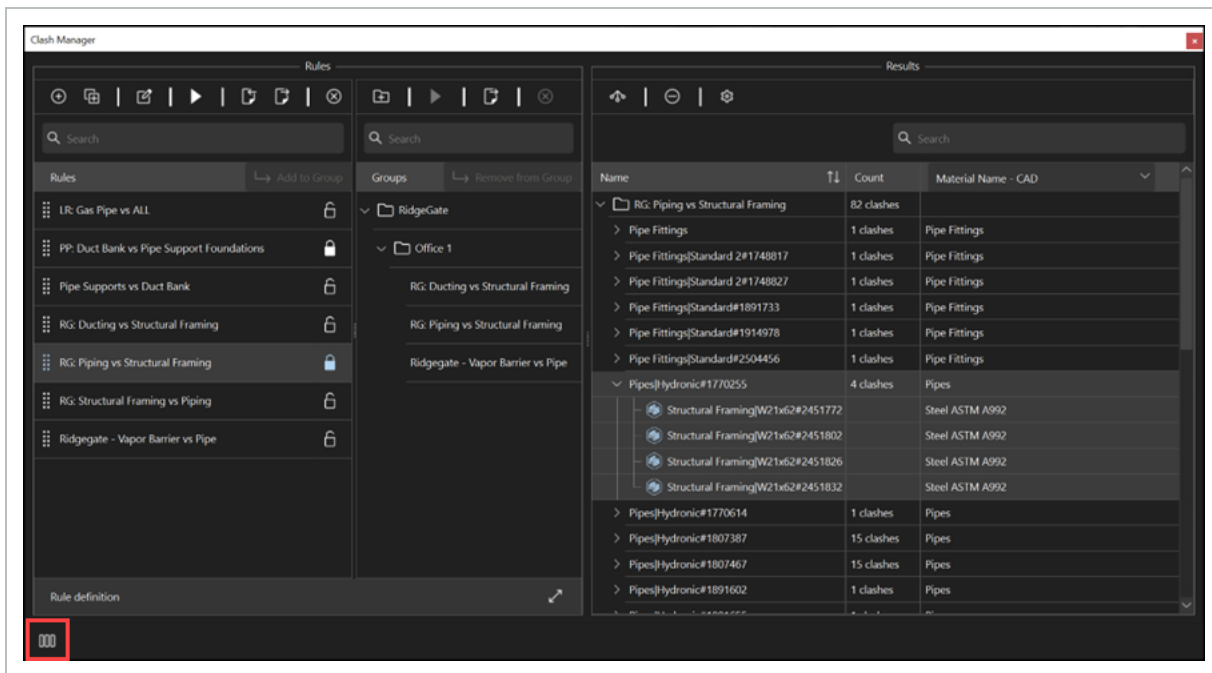 Clash Manager
Rules
Results
Search
Search
Search
Rules
Add to Group
Groups
Remove from Group
Name
Count
Material Name - CAD
LR: Gas Pipe vs ALL
PP: Duct Bank vs Pipe Support Foundations
Pipe Supports vs Duct Bank
RG: Ducting vs Structural Framing
RG: Piping vs Structural Framing
RG: Structural Framing vs Piping
Ridgegate - Vapor Barrier vs Pipe
Rule definition
RidgeGate
Office 1
RG: Ducting vs Structural Framing
RG: Piping vs Structural Framing
Ridgegate - Vapor Barrier vs Pipe
RG: Piping vs Structural Framing 82 clashes
Pipe Fittings 1 clashes Pipe Fittings
Pipe Fittings|Standard 2#1748817 1 clashes Pipe Fittings
Pipe Fittings|Standard 2#1748827 1 clashes Pipe Fittings
Pipe Fittings|Standard#1891733 1 clashes Pipe Fittings
Pipe Fittings|Standard#1914978 1 clashes Pipe Fittings
Pipe Fittings|Standard#2504456 1 clashes Pipe Fittings
Pipes|Hydronic#1770255 4 clashes Pipes
Structural Framing|W21x62#2451772 Steel ASTM A992
Structural Framing|W21x62#2451802 Steel ASTM A992
Structural Framing|W21x62#2451826 Steel ASTM A992
Structural Framing|W21x62#2451832 Steel ASTM A992
Pipes|Hydronic#1770614 1 clashes Pipes
Pipes|Hydronic#1807387 15 clashes Pipes
Pipes|Hydronic#1807467 15 clashes Pipes
Pipes|Hydronic#1891602 1 clashes Pipes